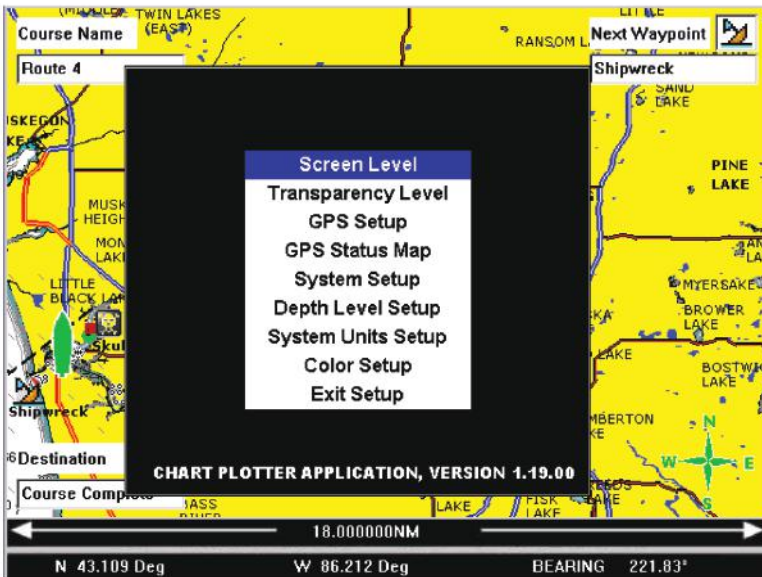 TWIN LAKES
(EAST)
Course Name
Route 4
RANSOM L
Next Waypoint
Shipwreck
SAND
LAKE
PINE
LAKE
MUSK
HEIGH
MON
LAK
LITTLE
BLACK LA
Skul
Shipwreck
Screen Level
Transparency Level
GPS Setup
GPS Status Map
System Setup
Depth Level Setup
System Units Setup
Color Setup
Exit Setup
CHART PLOTTER APPLICATION, VERSION 1.19.00
MYERS
LAKE
BROWER
LAKE
LAKE
BOSTWI
LAKE
MBERTON
KE
N
W
E
S
Destination
Course Complete
LAKE
FISK
LAKE
18.000000NM
N 43.109 Deg
W 86.212 Deg
BEARING 221.83°